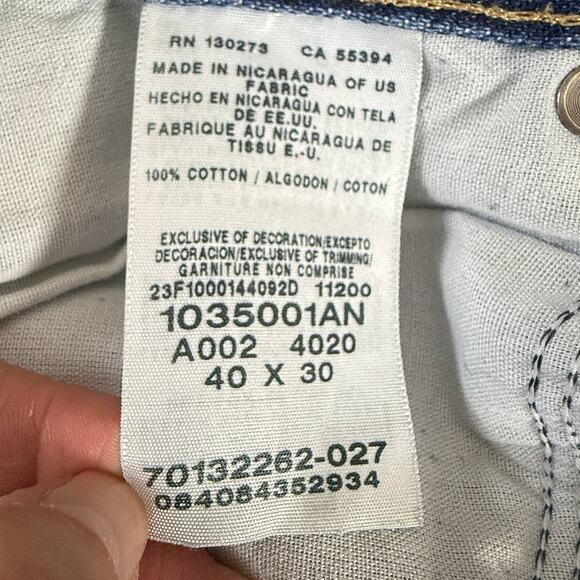 RN 130273 CA 55394
MADE IN NICARAGUA OF US
FABRIC
HECHO EN NICARAGUA CON TELA
DE EE.UU.
FABRIQUE AU NICARAGUA DE
TISSU E.-U.
100% COTTON / ALGODON / COTON
EXCLUSIVE OF DECORATION/EXCEPTO
DECORACION/EXCLUSIVE OF TRIMMING/
GARNITURE NON COMPRISE
23F1000144092D 11200
1035001AN
A002 4020
40 X 30
70132262-027
084084352934